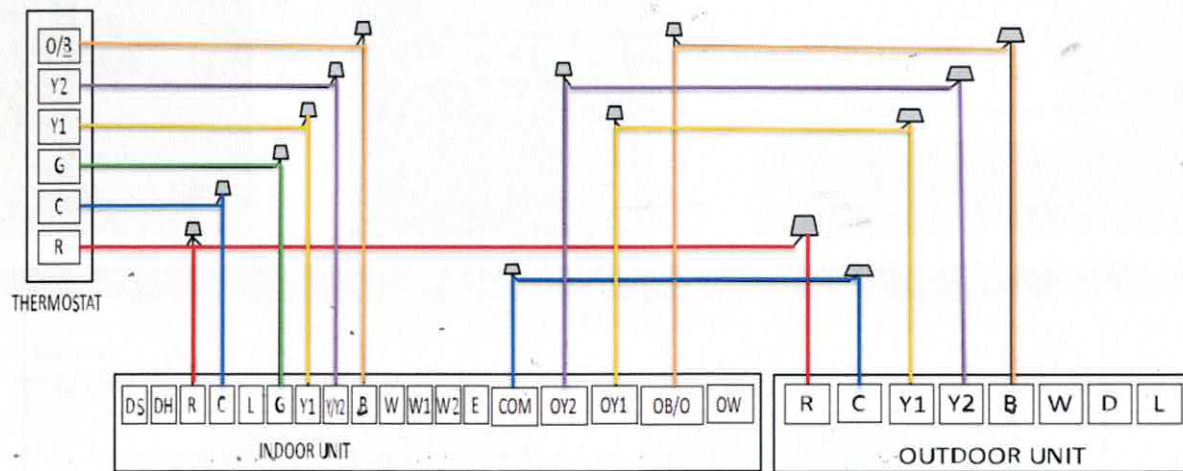 O/B
Y2
Y1
G
C
R
THERMOSTAT
DS DH R C L G Y1 Y/Y2 B W W1 W2 E COM OY2 OY1 OB/O OW
INDOOR UNIT
R C Y1 Y2 B W D L
OUTDOOR UNIT